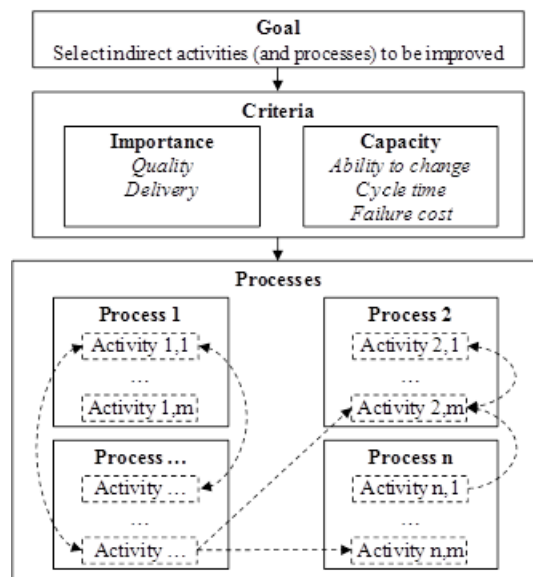 Goal
Select indirect activities (and processes) to be improved
Criteria
Importance
Quality
Delivery
Capacity
Ability to change
Cycle time
Failure cost
Processes
Process 1
Activity 1,1
...
Activity 1,m
Process 2
Activity 2,1
...
Activity 2,m
Process ...
Activity ...
...
Activity ...
Process n
Activity n,1
...
Activity n,m